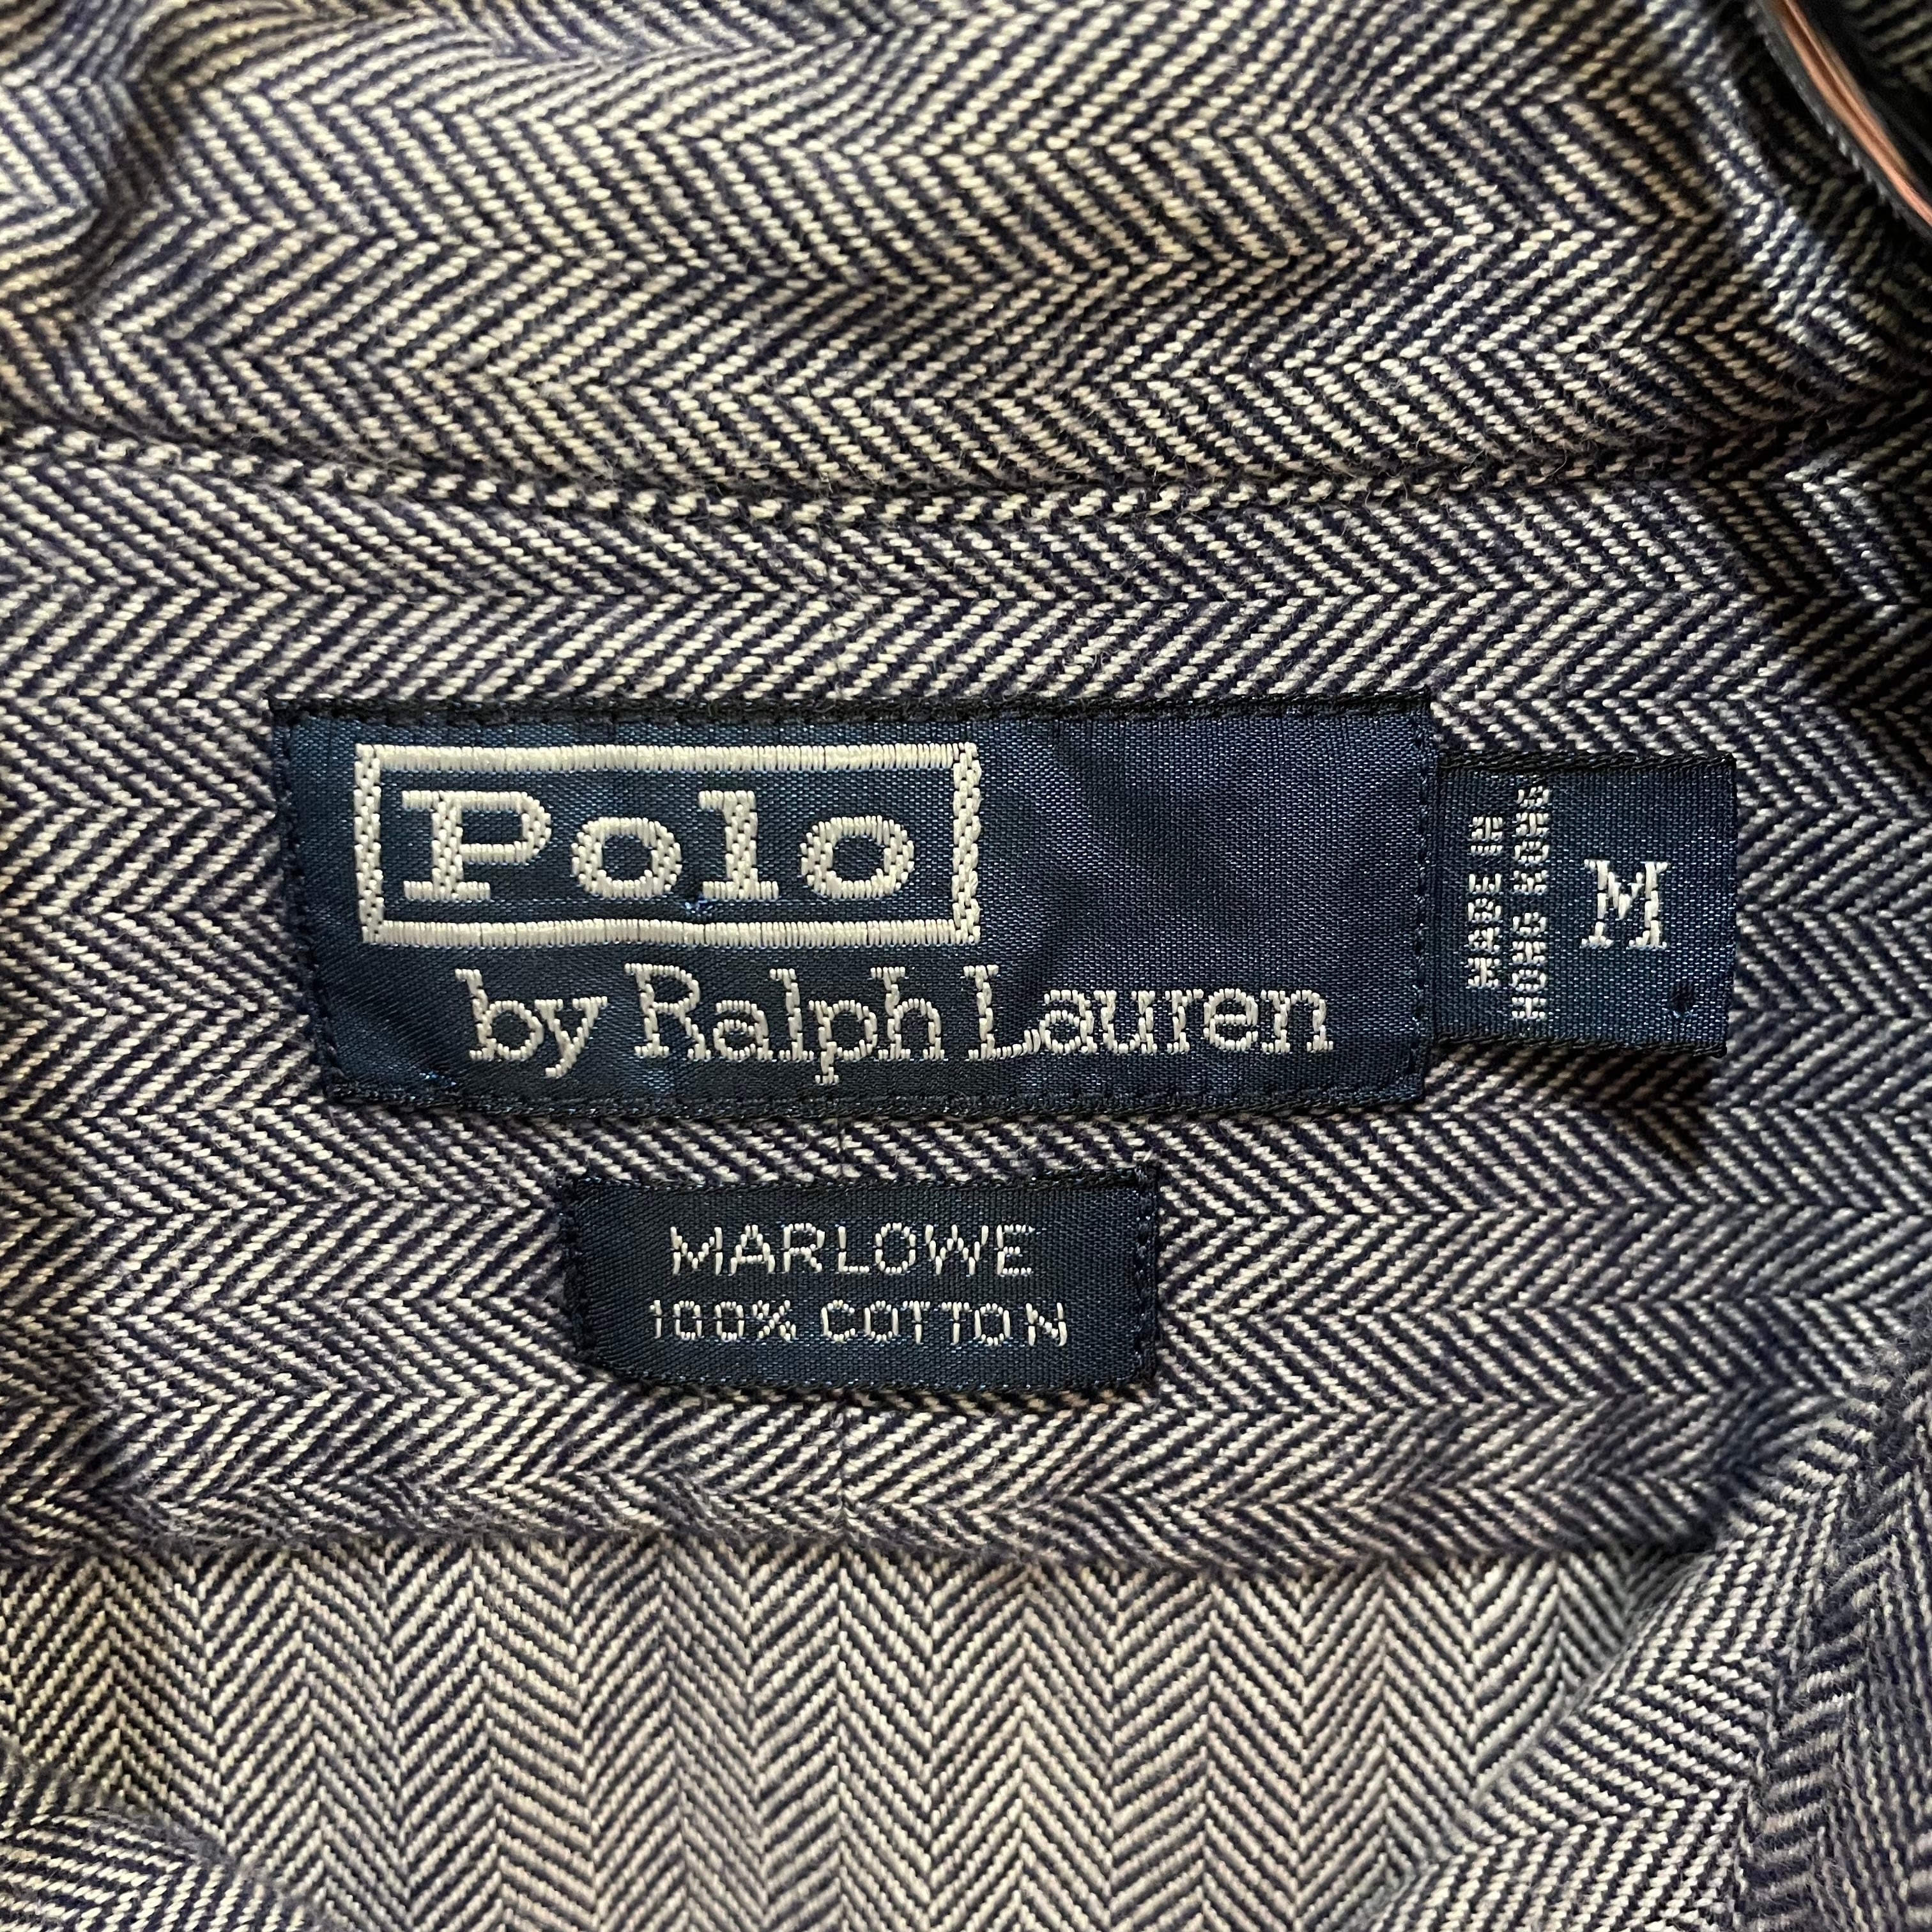 Polo
by Ralph Lauren
MADE IN
HONG KONG
M
MARLOWE
100% COTTON